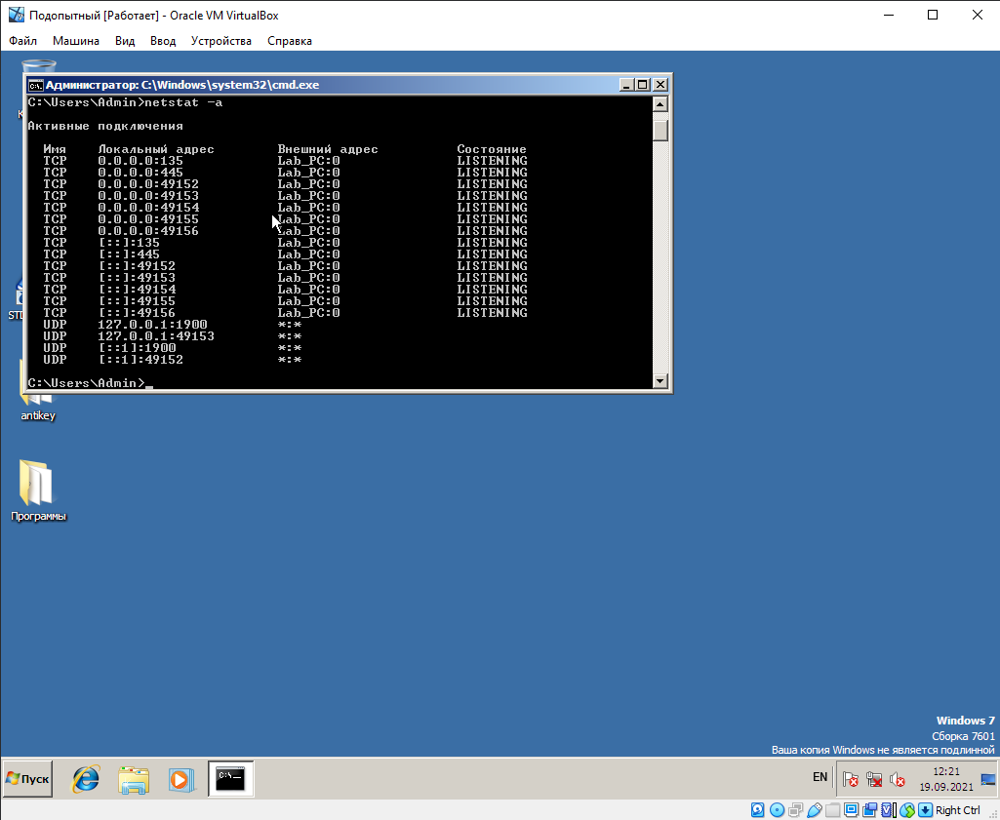 Подопытный [Работает] - Oracle VM VirtualBox
Файл Машина Вид Ввод Устройства Справка
Администратор: C:\Windows\system32\cmd.exe
C:\Users\Admin>netstat -a
Активные подключения
Имя Локальный адрес Внешний адрес Состояние
TCP 0.0.0.0:135 Lab_PC:0 LISTENING
TCP 0.0.0.0:445 Lab_PC:0 LISTENING
TCP 0.0.0.0:49152 Lab_PC:0 LISTENING
TCP 0.0.0.0:49153 Lab_PC:0 LISTENING
TCP 0.0.0.0:49154 Lab_PC:0 LISTENING
TCP 0.0.0.0:49155 Lab_PC:0 LISTENING
TCP 0.0.0.0:49156 Lab_PC:0 LISTENING
TCP [::]:135 Lab_PC:0 LISTENING
TCP [::]:445 Lab_PC:0 LISTENING
TCP [::]:49152 Lab_PC:0 LISTENING
TCP [::]:49153 Lab_PC:0 LISTENING
TCP [::]:49154 Lab_PC:0 LISTENING
TCP [::]:49155 Lab_PC:0 LISTENING
TCP [::]:49156 Lab_PC:0 LISTENING
UDP 127.0.0.1:1900 *:*
UDP 127.0.0.1:49153 *:*
UDP [::1]:1900 *:*
UDP [::1]:49152 *:*
C:\Users\Admin>_
antikey
Программы
Windows 7
Сборка 7601
Ваша копия Windows не является подлинной
Пуск
EN
12:21
19.09.2021
Right Ctrl